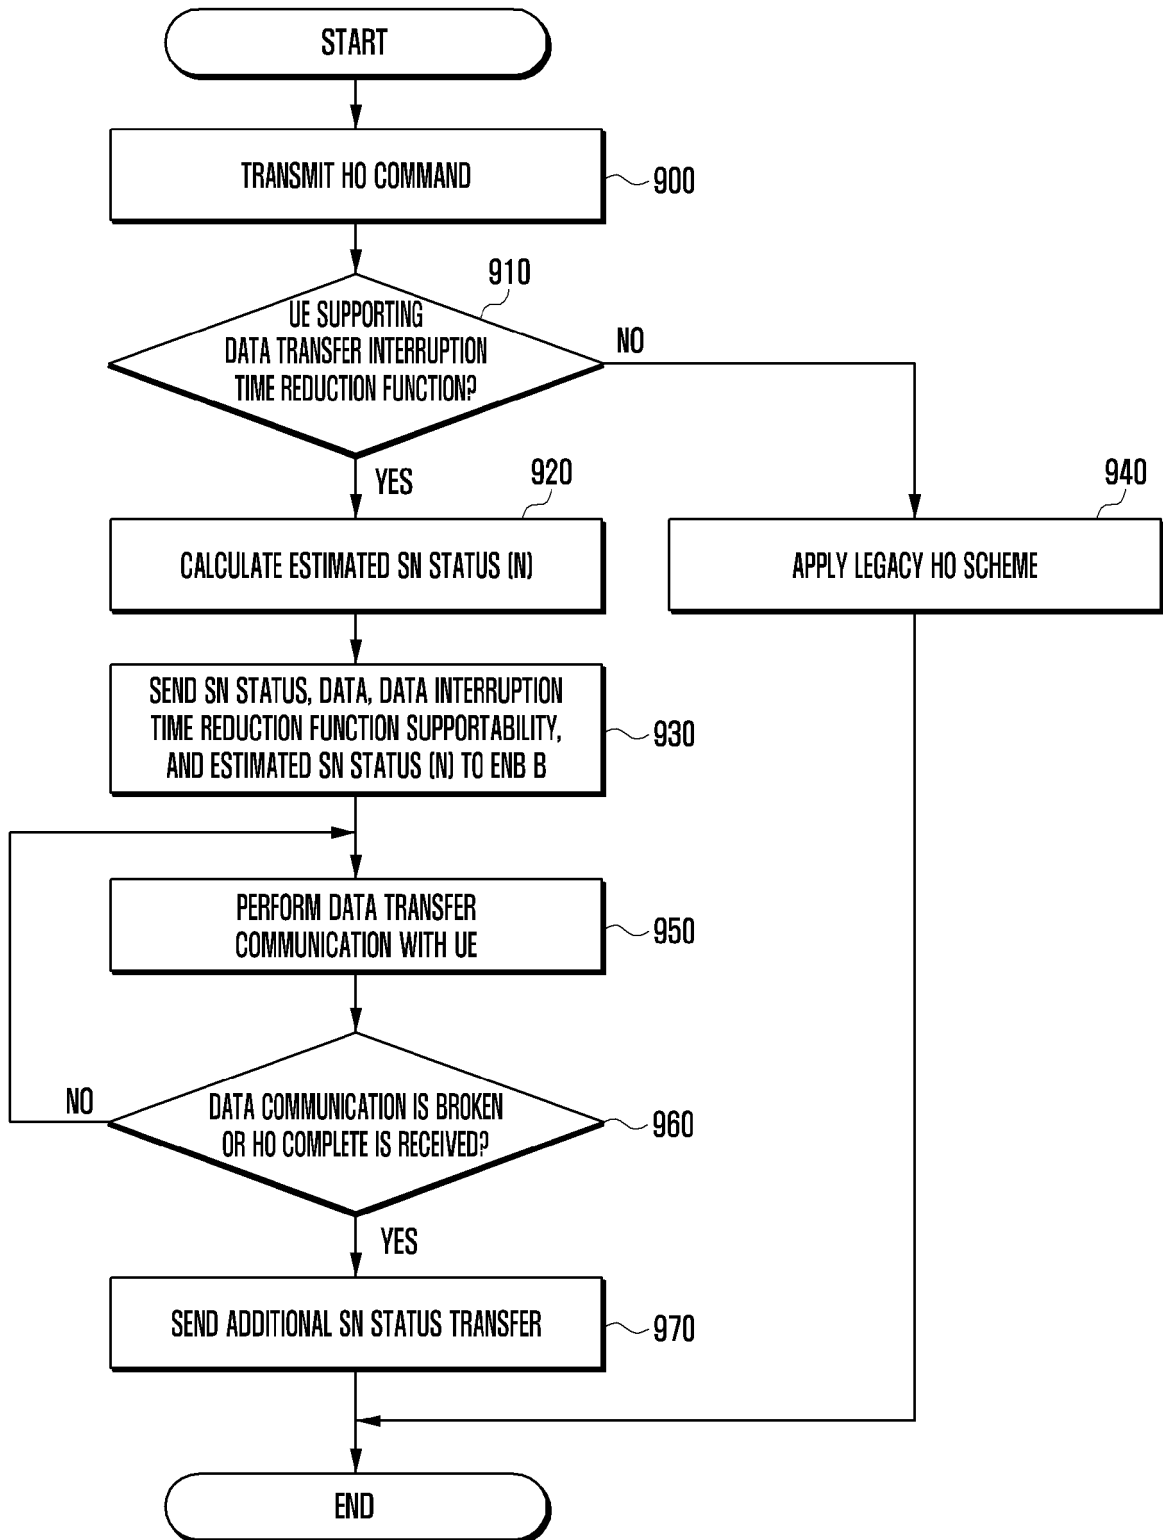 START
TRANSMIT HO COMMAND
900
910
UE SUPPORTING
DATA TRANSFER INTERRUPTION
TIME REDUCTION FUNCTION?
NO
YES
920
940
CALCULATE ESTIMATED SN STATUS (N)
APPLY LEGACY HO SCHEME
SEND SN STATUS, DATA, DATA INTERRUPTION
TIME REDUCTION FUNCTION SUPPORTABILITY,
AND ESTIMATED SN STATUS (N) TO ENB B
930
PERFORM DATA TRANSFER
COMMUNICATION WITH UE
950
NO
DATA COMMUNICATION IS BROKEN
OR HO COMPLETE IS RECEIVED?
960
YES
SEND ADDITIONAL SN STATUS TRANSFER
970
END